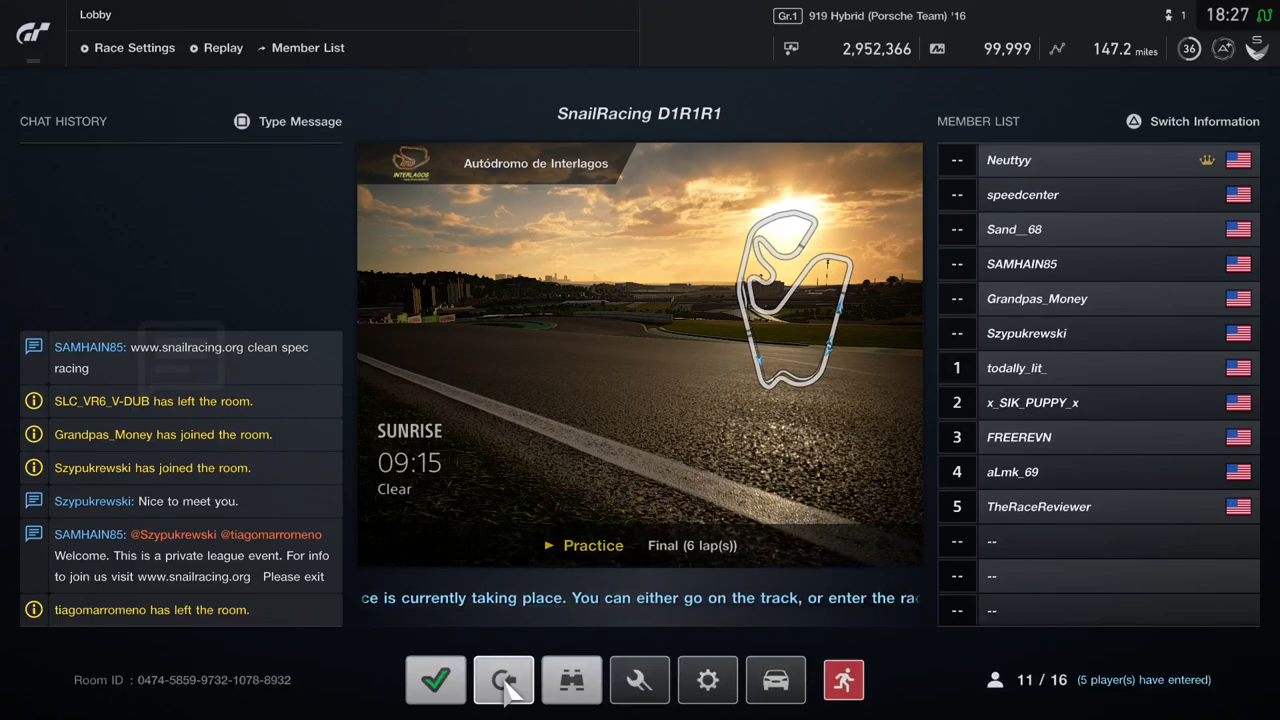 Lobby
Race Settings Replay Member List
Gr.1 919 Hybrid (Porsche Team) '16
1 18:27
2,952,366 99,999 147.2 miles 36 A+ S
CHAT HISTORY Type Message
SAMHAIN85: www.snailracing.org clean spec
racing
SLC_VR6_V-DUB has left the room.
Grandpas_Money has joined the room.
Szypukrewski has joined the room.
Szypukrewski: Nice to meet you.
SAMHAIN85: @Szypukrewski @tiagomarromeno
Welcome. This is a private league event. For info
to join us visit www.snailracing.org Please exit
tiagomarromeno has left the room.
SnailRacing D1R1R1
INTERLAGOS
Autódromo de Interlagos
SUNRISE
09:15
Clear
Practice Final (6 lap(s))
ce is currently taking place. You can either go on the track, or enter the rac
MEMBER LIST Switch Information
-- Neuttyy
-- speedcenter
-- Sand__68
-- SAMHAIN85
-- Grandpas_Money
-- Szypukrewski
1 todally_lit_
2 x_SIK_PUPPY_x
3 FREEREVN
4 aLmk_69
5 TheRaceReviewer
--
--
--
Room ID : 0474-5859-9732-1078-8932
11 / 16 (5 player(s) have entered)